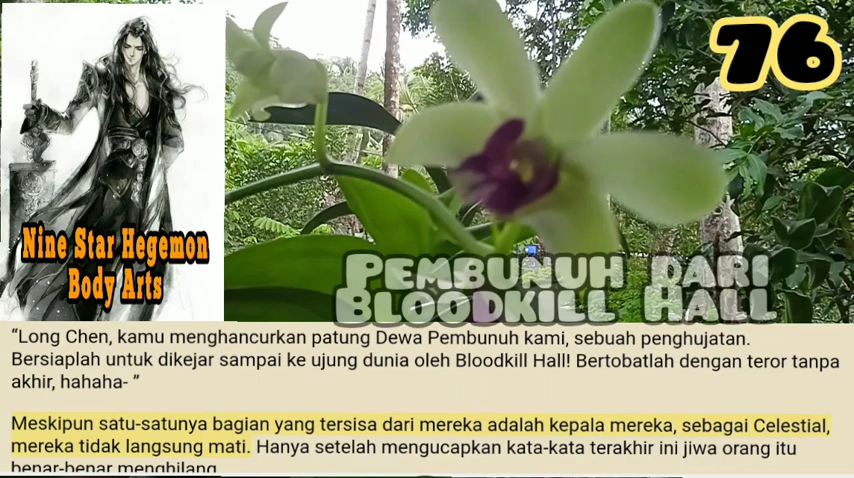 76
Nine Star Hegemon
Body Arts
PEMBUNUH DARI
BLOODKILL HALL
“Long Chen, kamu menghancurkan patung Dewa Pembunuh kami, sebuah penghujatan.
Bersiaplah untuk dikejar sampai ke ujung dunia oleh Bloodkill Hall! Bertobatlah dengan teror tanpa
akhir, hahaha- ”
Meskipun satu-satunya bagian yang tersisa dari mereka adalah kepala mereka, sebagai Celestial,
mereka tidak langsung mati. Hanya setelah mengucapkan kata-kata terakhir ini jiwa orang itu
benar-benar menghilang